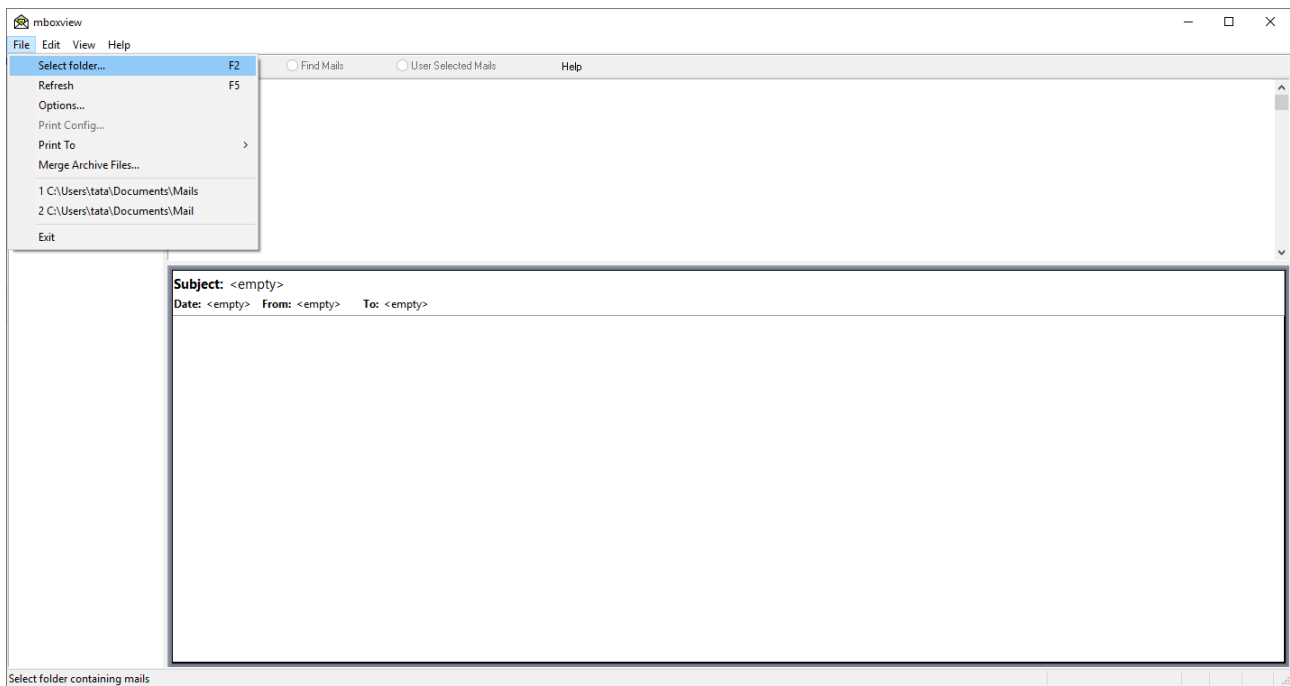 mboxview
File Edit View Help
Select folder... F2
Find Mails User Selected Mails Help
Refresh F5
Options...
Print Config...
Print To
Merge Archive Files...
1 C:\Users\tata\Documents\Mails
2 C:\Users\tata\Documents\Mail
Exit
Subject: <empty>
Date: <empty> From: <empty> To: <empty>
Select folder containing mails